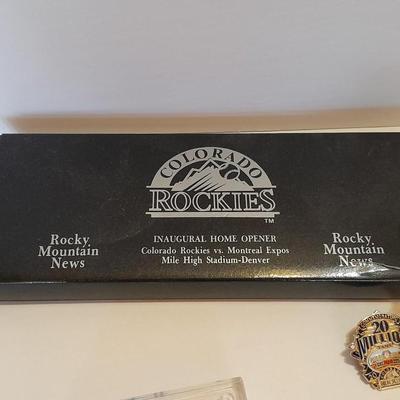 COLORADO
ROCKIES
TM
INAUGURAL HOME OPENER
Colorado Rockies vs. Montreal Expos
Mile High Stadium-Denver
Rocky
Mountain
News
Rocky
Mountain
News
20
MILLION